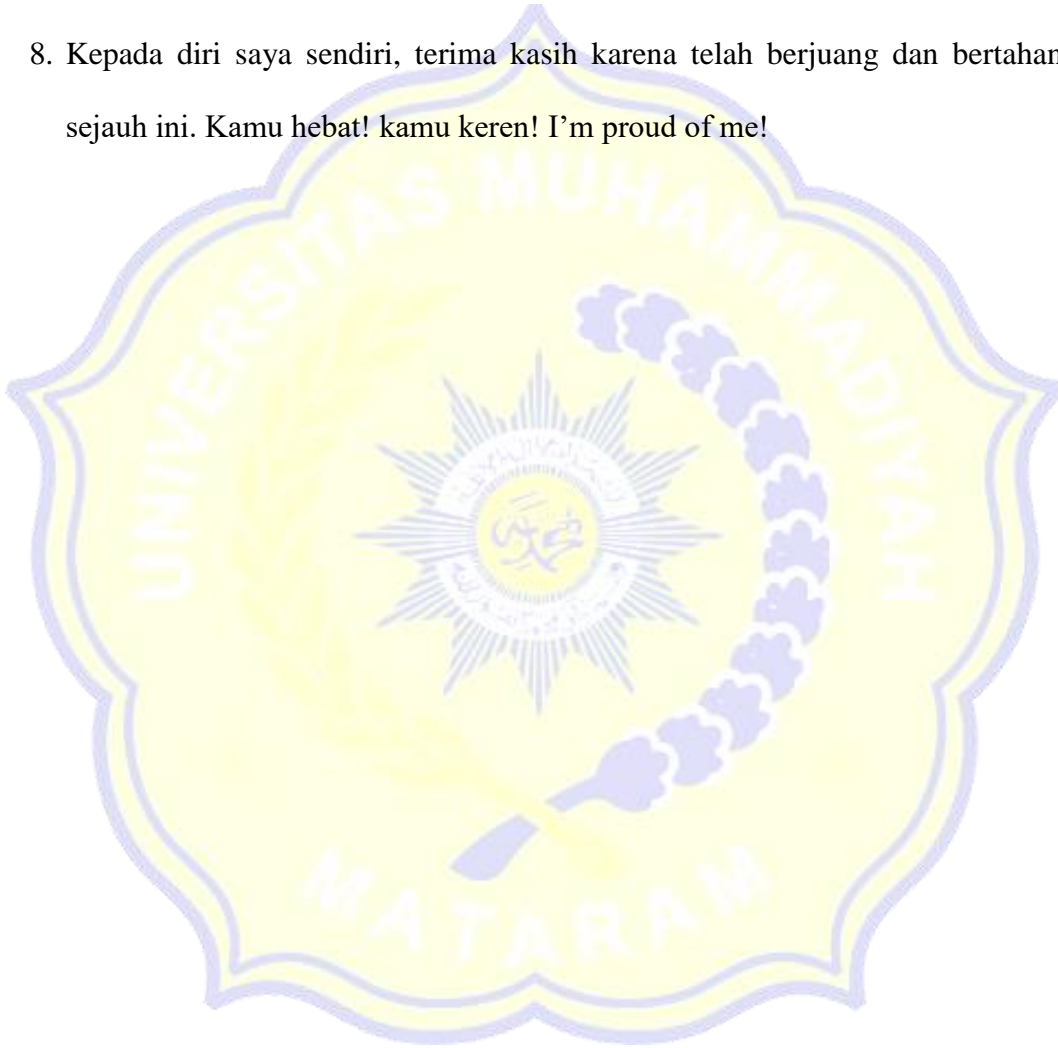 8. Kepada diri saya sendiri, terima kasih karena telah berjuang dan bertahan
sejauh ini. Kamu hebat! kamu keren! I'm proud of me!
UNIVERSITAS MUHAMMADIYAH
MATARAM